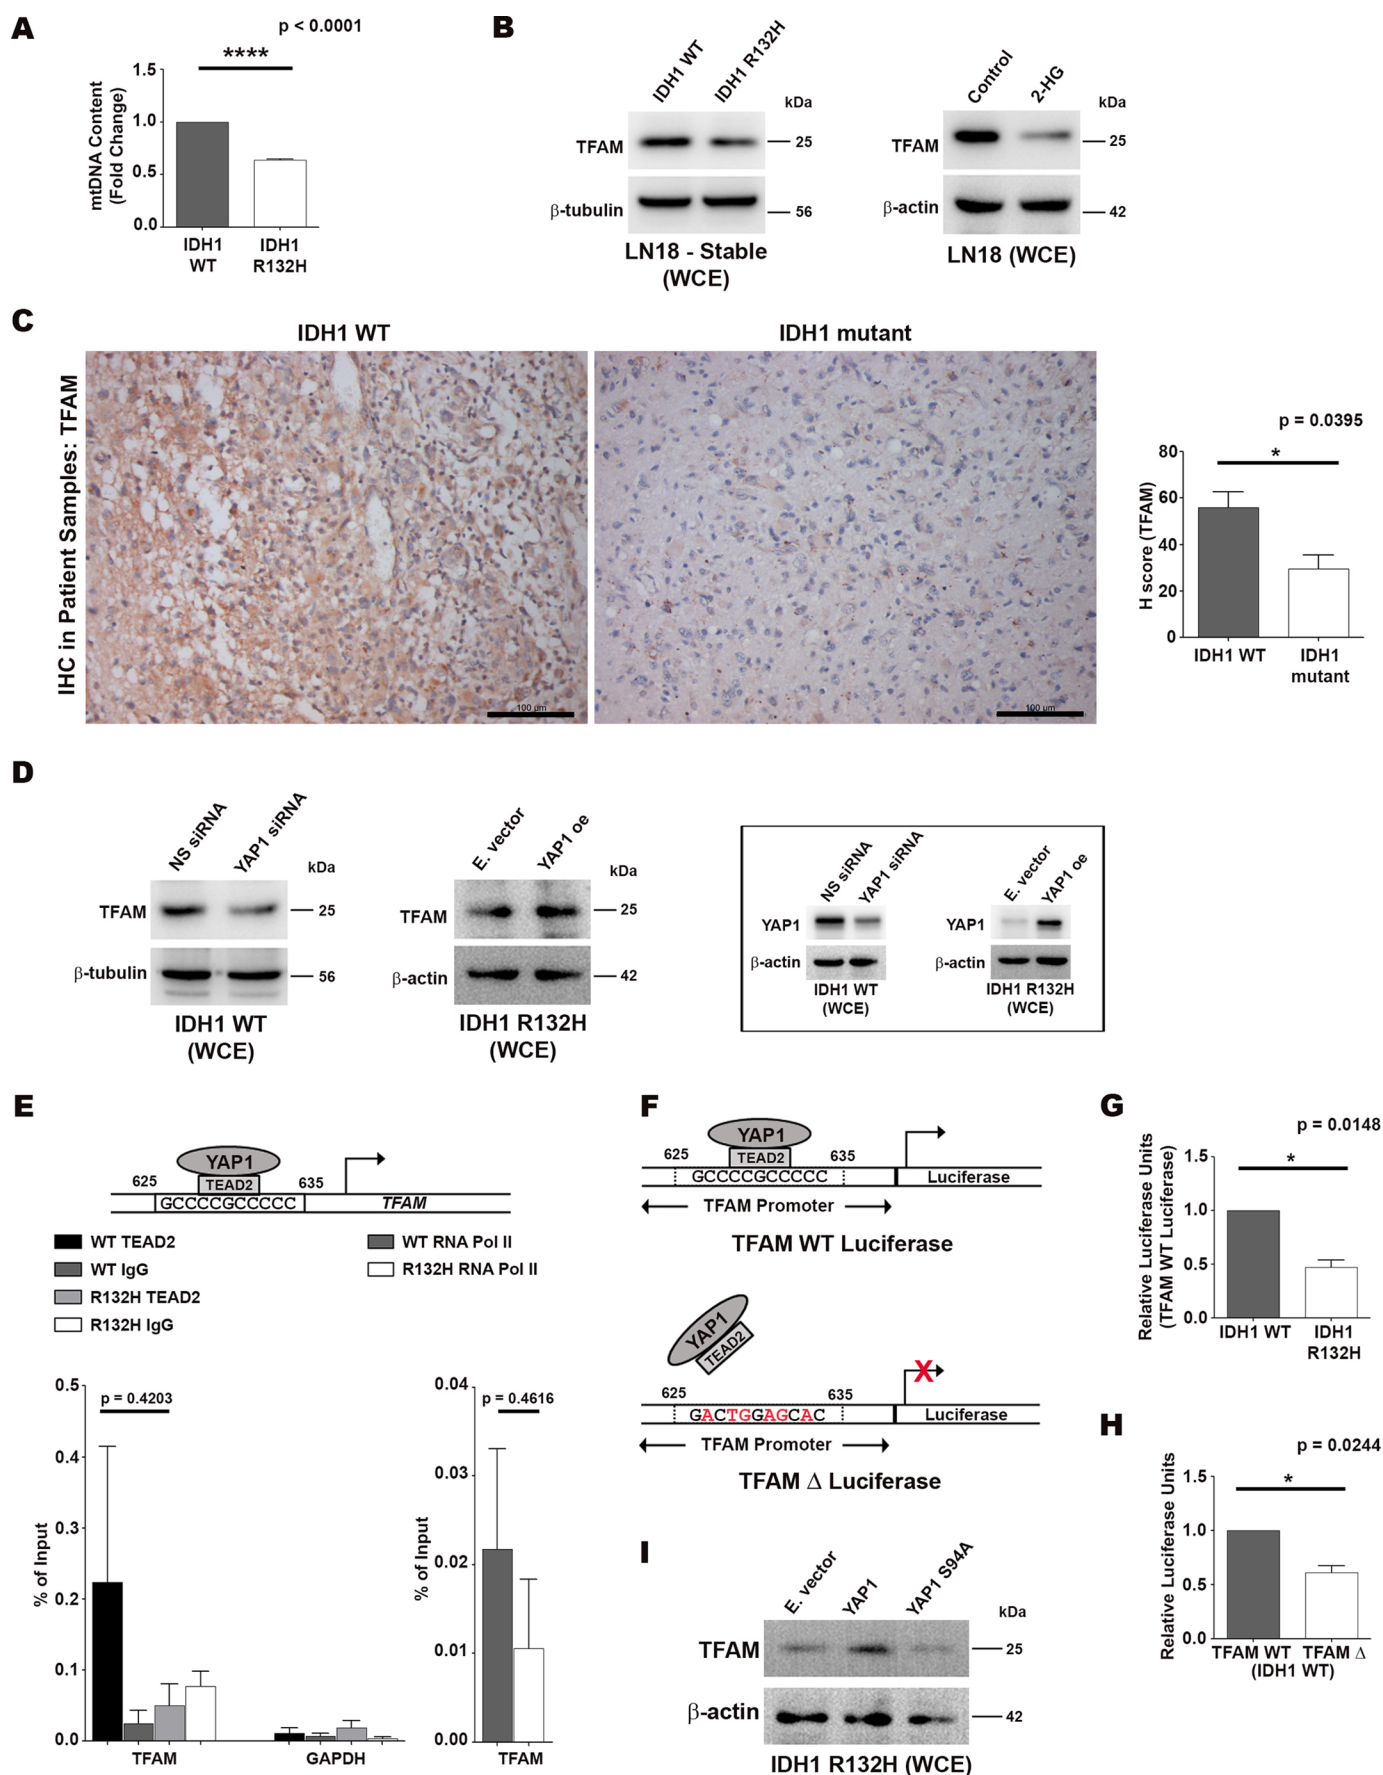 A
p < 0.0001
****
mtDNA Content
(Fold Change)
1.5
1.0
0.5
0.0
IDH1
WT
IDH1
R132H
B
IDH1 WT
IDH1 R132H
kDa
TFAM
25
β-tubulin
56
LN18 - Stable
(WCE)
Control
2-HG
kDa
TFAM
25
β-actin
42
LN18 (WCE)
C
IDH1 WT
IDH1 mutant
IHC in Patient Samples: TFAM
100 µm
100 µm
p = 0.0395
*
H score (TFAM)
80
60
40
20
0
IDH1 WT
IDH1
mutant
D
NS siRNA
YAP1 siRNA
kDa
TFAM
25
β-tubulin
56
IDH1 WT
(WCE)
E. vector
YAP1 oe
kDa
TFAM
25
β-actin
42
IDH1 R132H
(WCE)
NS siRNA
YAP1 siRNA
YAP1
β-actin
IDH1 WT
(WCE)
E. vector
YAP1 oe
YAP1
β-actin
IDH1 R132H
(WCE)
E
YAP1
625
TEAD2
635
GCCCCGCCCCC
TFAM
WT TEAD2
WT IgG
R132H TEAD2
R132H IgG
WT RNA Pol II
R132H RNA Pol II
% of Input
0.5
0.4
0.3
0.2
0.1
0.0
p = 0.4203
TFAM
GAPDH
% of Input
0.04
0.03
0.02
0.01
0.00
p = 0.4616
TFAM
F
YAP1
625
TEAD2
635
GCCCCGCCCCC
Luciferase
TFAM Promoter
TFAM WT Luciferase
YAP1
TEAD2
X
625
635
GACTGGAGCAC
Luciferase
TFAM Promoter
TFAM Δ Luciferase
G
p = 0.0148
*
Relative Luciferase Units
(TFAM WT Luciferase)
1.5
1.0
0.5
0.0
IDH1 WT
IDH1
R132H
H
p = 0.0244
*
Relative Luciferase Units
1.5
1.0
0.5
0.0
TFAM WT
TFAM Δ
(IDH1 WT)
I
E. vector
YAP1
YAP1 S94A
kDa
TFAM
25
β-actin
42
IDH1 R132H (WCE)